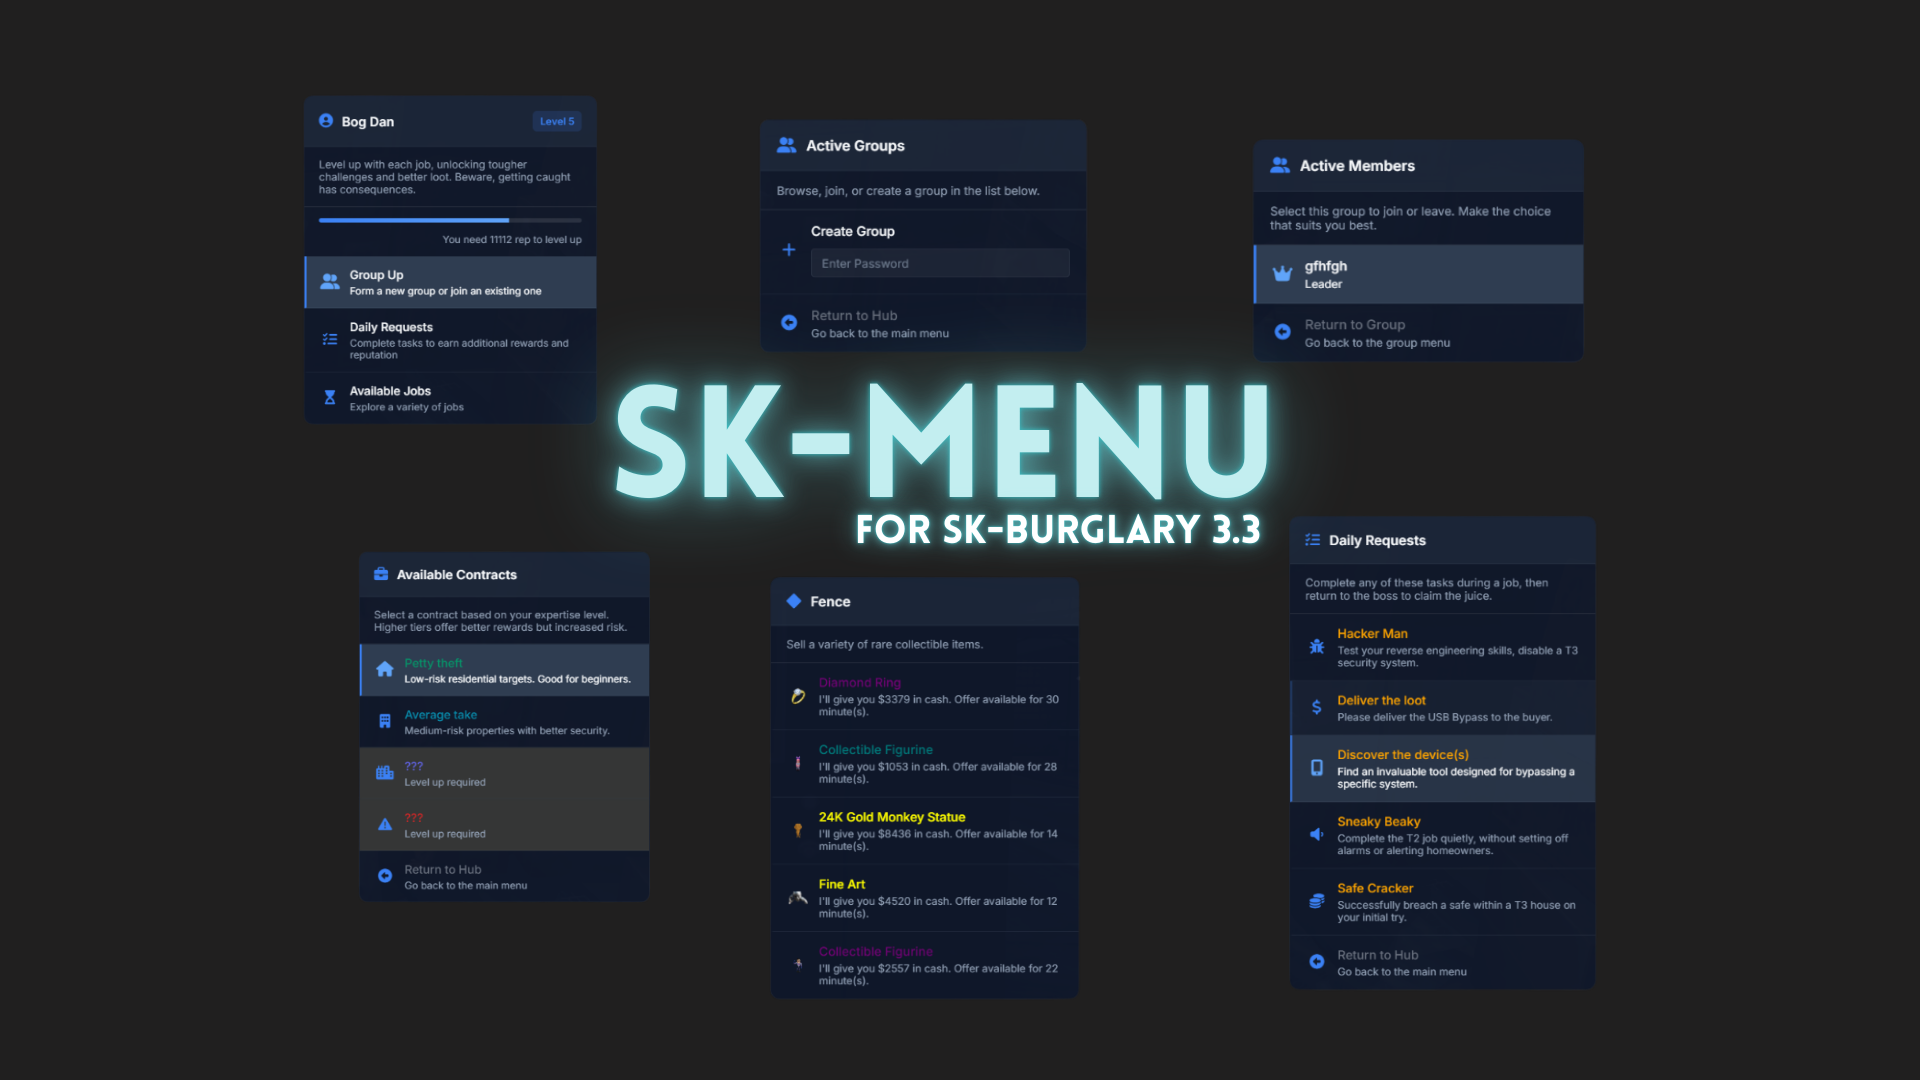 Bog Dan
Level 5
Level up with each job, unlocking tougher
challenges and better loot. Beware, getting caught
has consequences.
You need 11112 rep to level up
Group Up
Form a new group or join an existing one
Daily Requests
Complete tasks to earn additional rewards and
reputation
Available Jobs
Explore a variety of jobs
Active Groups
Browse, join, or create a group in the list below.
Create Group
Enter Password
Return to Hub
Go back to the main menu
Active Members
Select this group to join or leave. Make the choice
that suits you best.
gfhfgh
Leader
Return to Group
Go back to the group menu
SK-MENU
FOR SK-BURGLARY 3.3
Available Contracts
Select a contract based on your expertise level.
Higher tiers offer better rewards but increased risk.
Petty theft
Low-risk residential targets. Good for beginners.
Average take
Medium-risk properties with better security.
???
Level up required
???
Level up required
Return to Hub
Go back to the main menu
Fence
Sell a variety of rare collectible items.
Diamond Ring
I'll give you $3379 in cash. Offer available for 30
minute(s).
Collectible Figurine
I'll give you $1053 in cash. Offer available for 28
minute(s).
24K Gold Monkey Statue
I'll give you $8436 in cash. Offer available for 14
minute(s).
Fine Art
I'll give you $4520 in cash. Offer available for 12
minute(s).
Collectible Figurine
I'll give you $2557 in cash. Offer available for 22
minute(s).
Daily Requests
Complete any of these tasks during a job, then
return to the boss to claim the juice.
Hacker Man
Test your reverse engineering skills, disable a T3
security system.
Deliver the loot
Please deliver the USB Bypass to the buyer.
Discover the device(s)
Find an invaluable tool designed for bypassing a
specific system.
Sneaky Beaky
Complete the T2 job quietly, without setting off
alarms or alerting homeowners.
Safe Cracker
Successfully breach a safe within a T3 house on
your initial try.
Return to Hub
Go back to the main menu